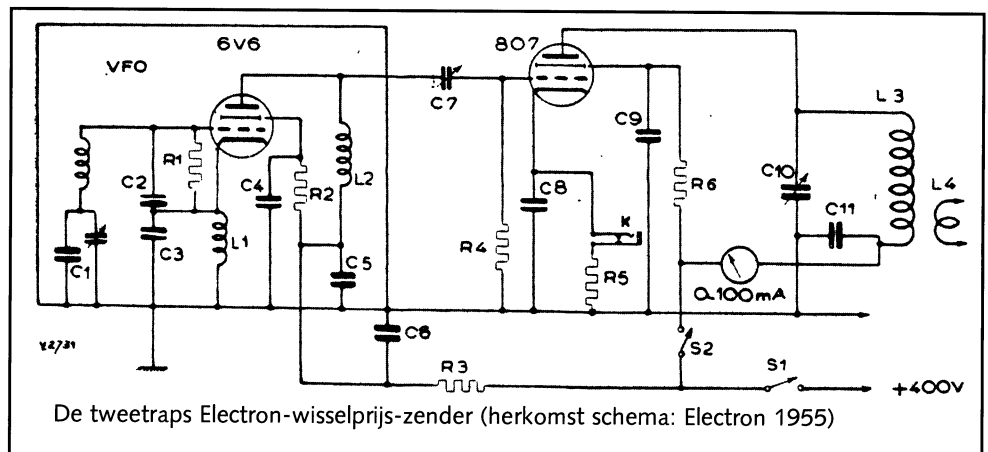 6V6
807
VFO
C7
L3
R1
C9
C10
C2
C4
R2
L2
R6
C8
C11
L4
K
C3
L1
R4
C1
C5
R5
0-100mA
C6
S2
R3
S1
+400V
De tweetraps Electron-wisselprijs-zender (herkomst schema: Electron 1955)